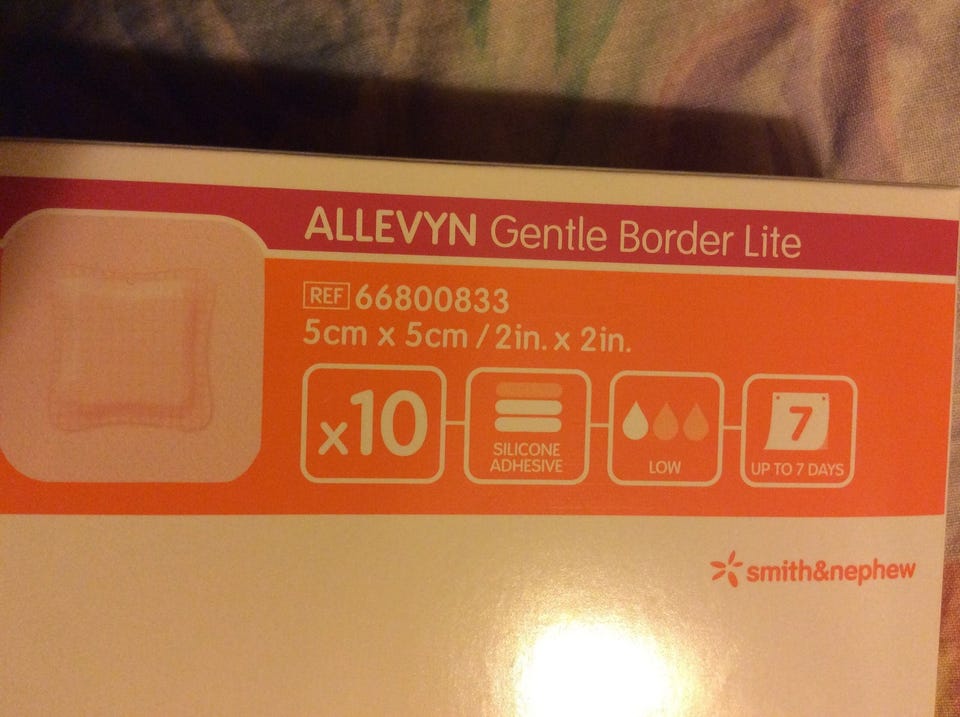 ALLEVYN Gentle Border Lite
REF 66800833
5cm x 5cm / 2in. x 2in.
x10
SILICONE
ADHESIVE
LOW
7
UP TO 7 DAYS
smith&nephew